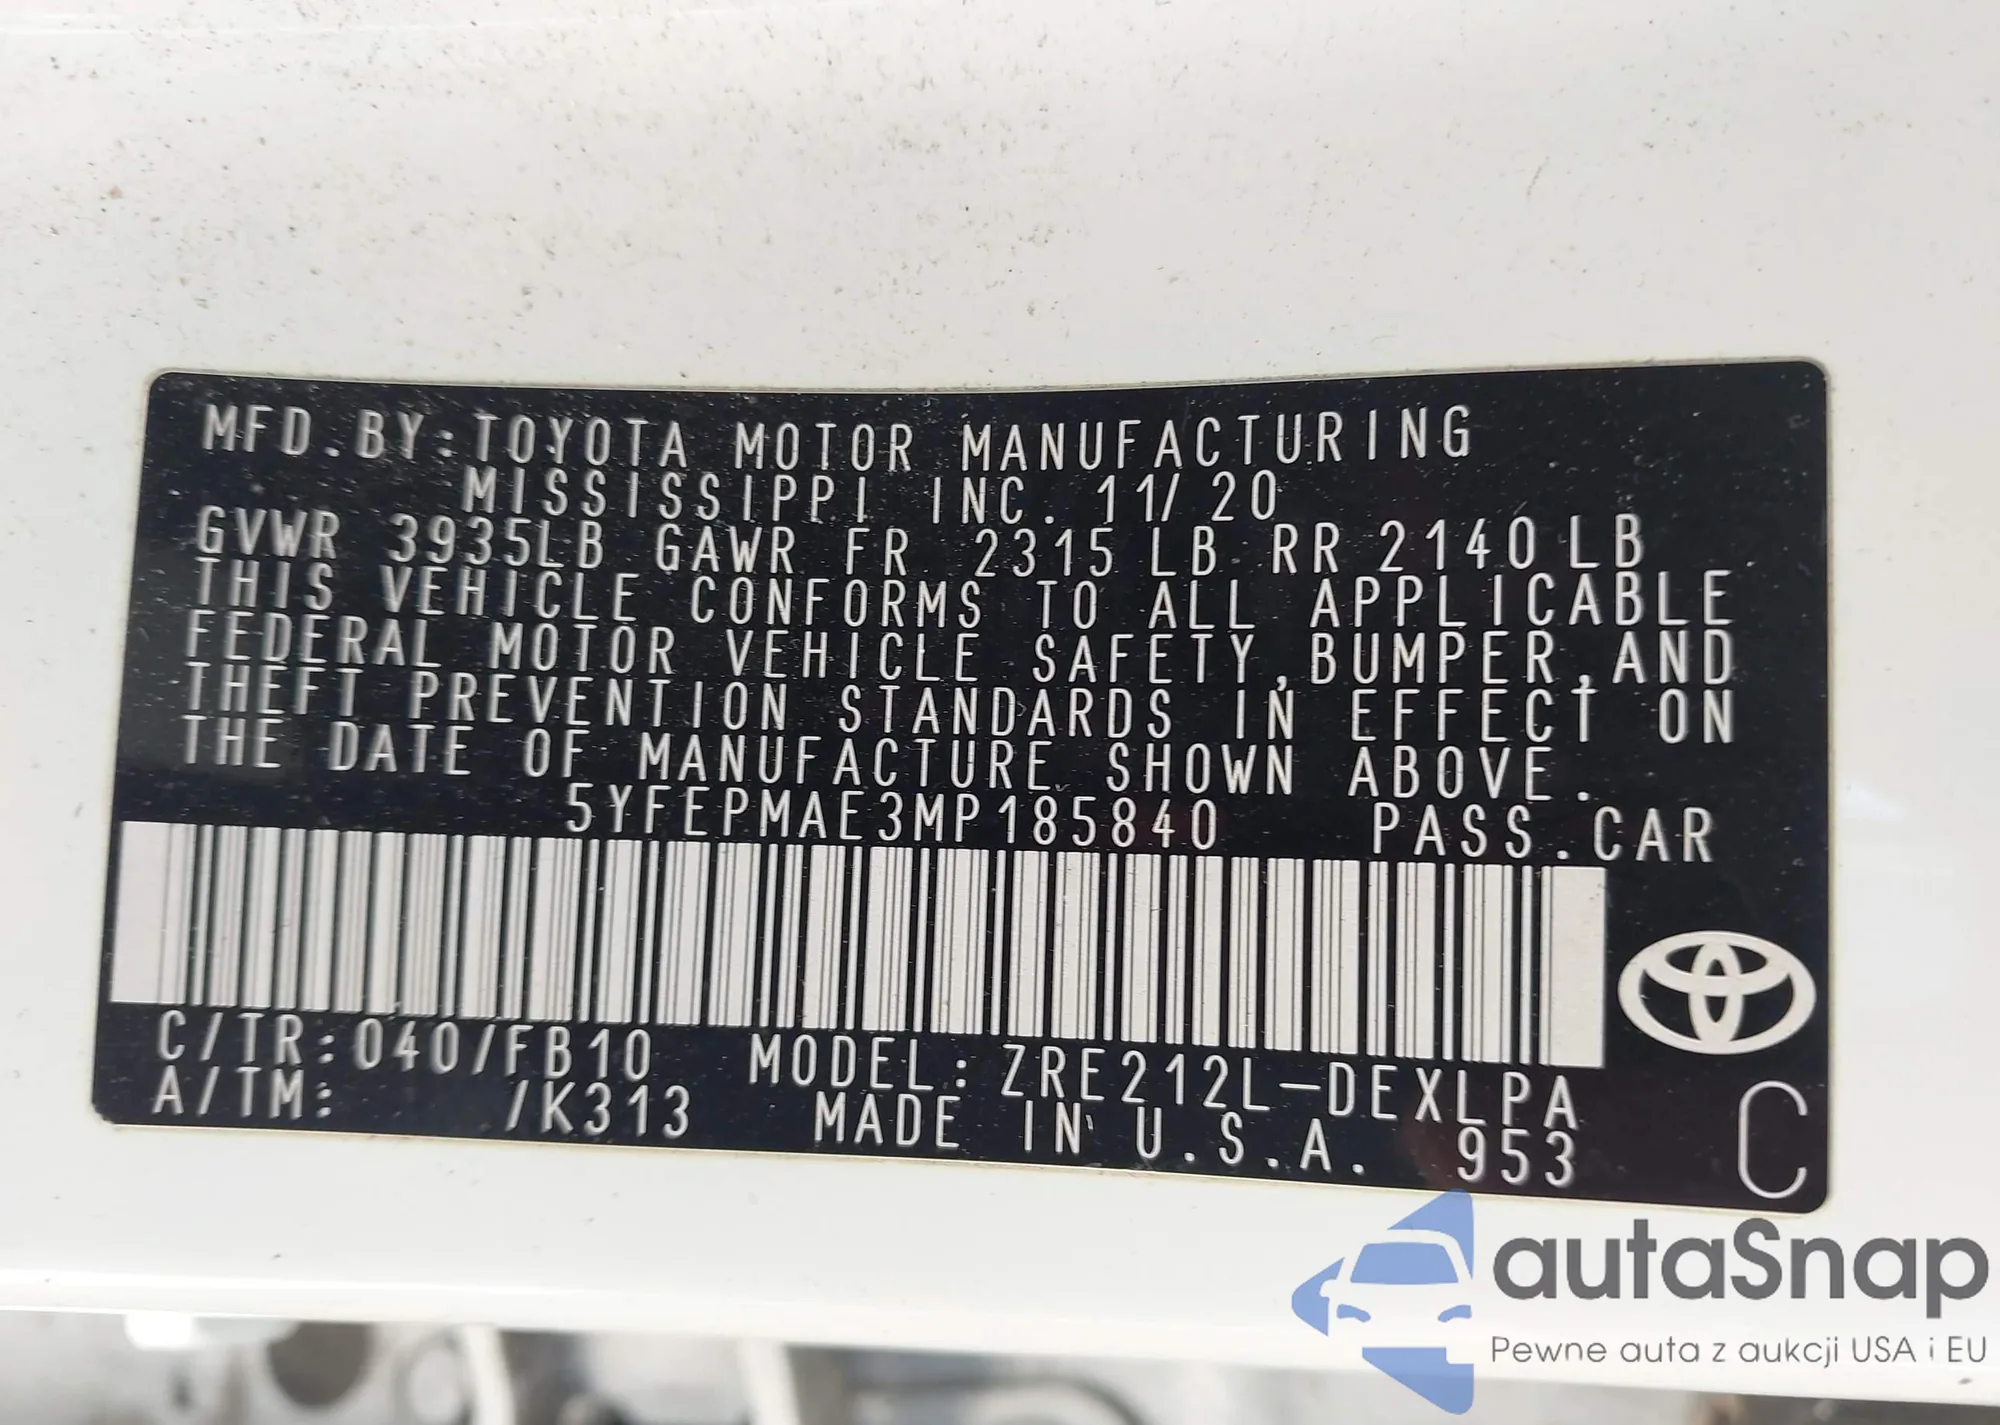 MFD.BY:TOYOTA MOTOR MANUFACTURING
MISSISSIPPI INC. 11/20
GVWR 3935LB GAWR FR 2315 LB RR 2140 LB
THIS VEHICLE CONFORMS TO ALL APPLICABLE
FEDERAL MOTOR VEHICLE SAFETY,BUMPER,AND
THEFT PREVENTION STANDARDS IN EFFECT ON
THE DATE OF MANUFACTURE SHOWN ABOVE.
5YFEPMAE3MP185840 PASS.CAR
C/TR:040/FB10 MODEL:ZRE212L-DEXLPA
A/TM: /K313 MADE IN U.S.A. 953
C
autaSnap
Pewne auta z aukcji USA i EU